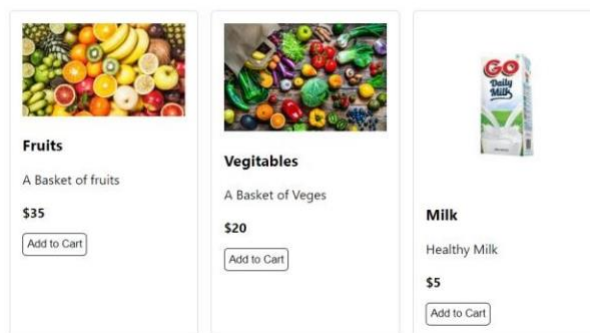 Fruits
A Basket of fruits
$35
Add to Cart
Vegitables
A Basket of Veges
$20
Add to Cart
GO
Daily
Milk
Milk
Healthy Milk
$5
Add to Cart